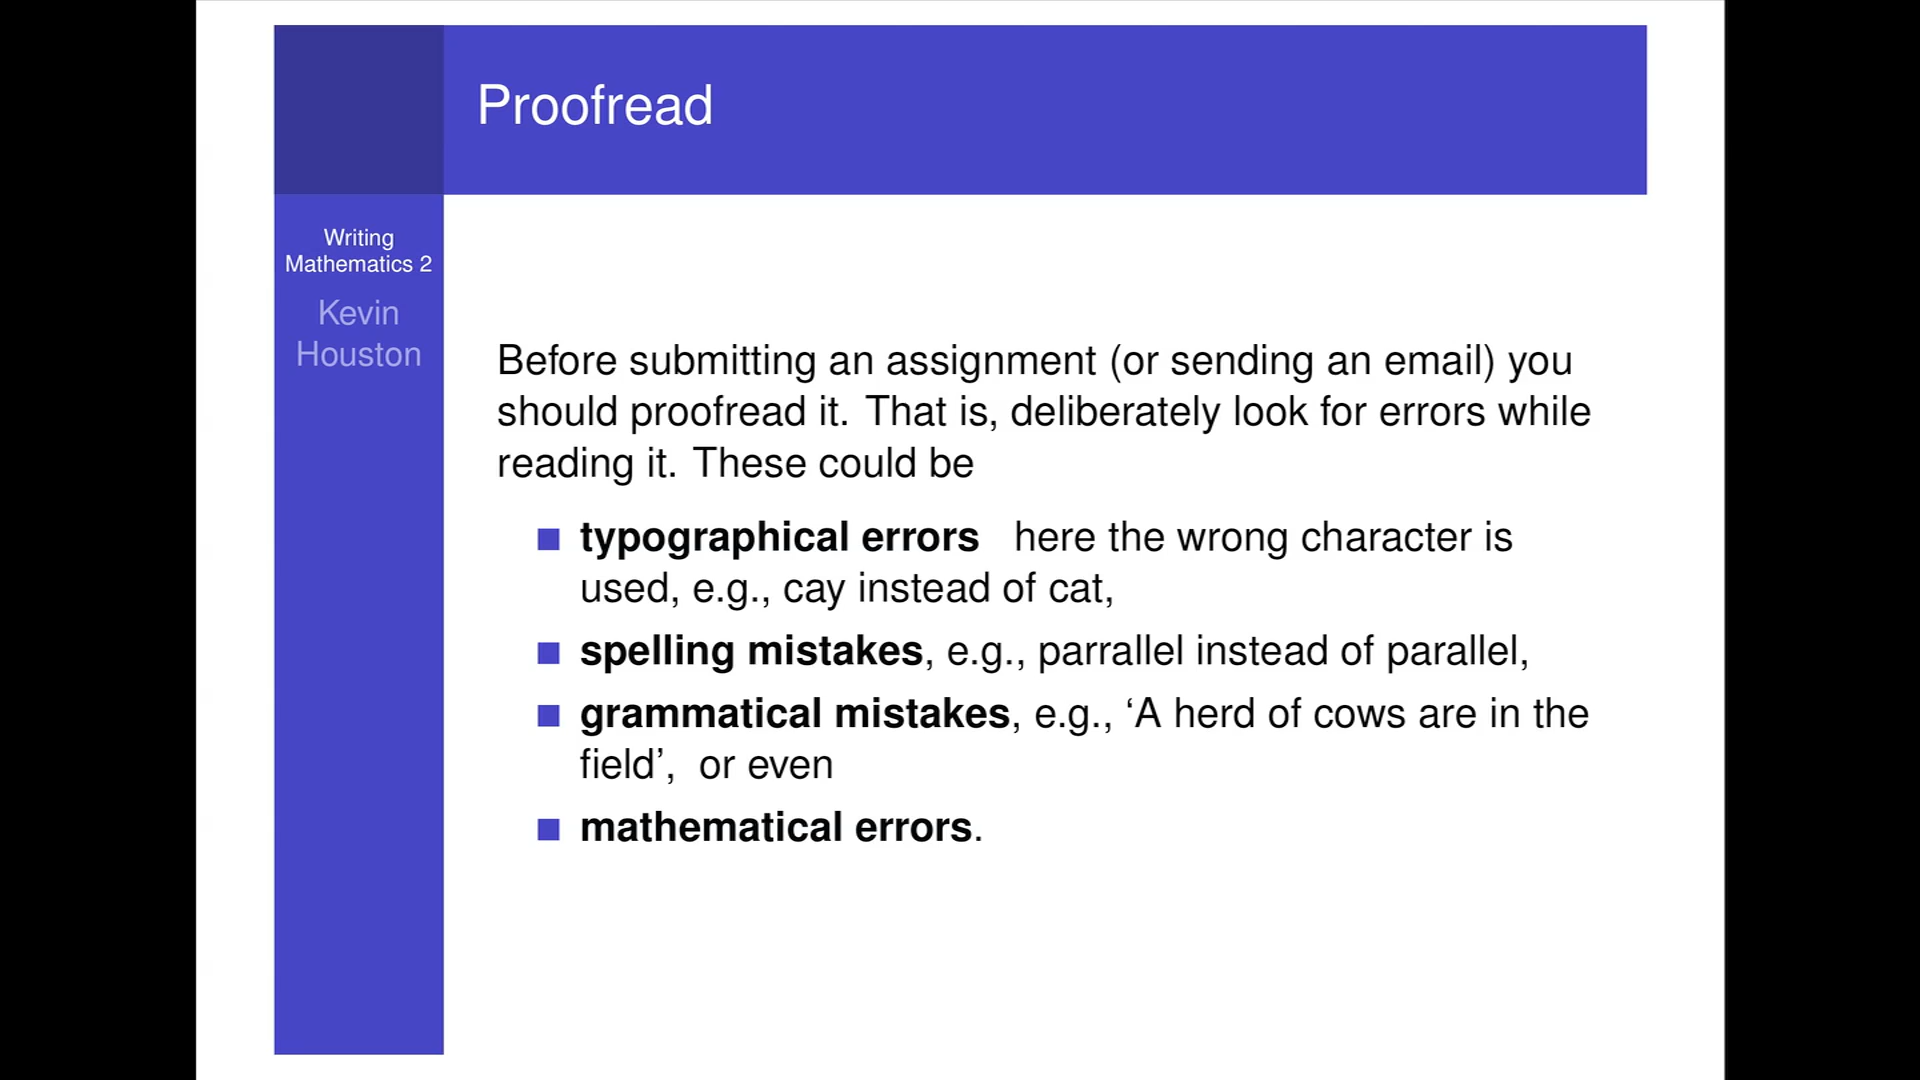 Proofread
Writing
Mathematics 2
Kevin
Houston
Before submitting an assignment (or sending an email) you
should proofread it. That is, deliberately look for errors while
reading it. These could be
typographical errors here the wrong character is
used, e.g., cay instead of cat,
spelling mistakes, e.g., parrallel instead of parallel,
grammatical mistakes, e.g., ‘A herd of cows are in the
field’, or even
mathematical errors.